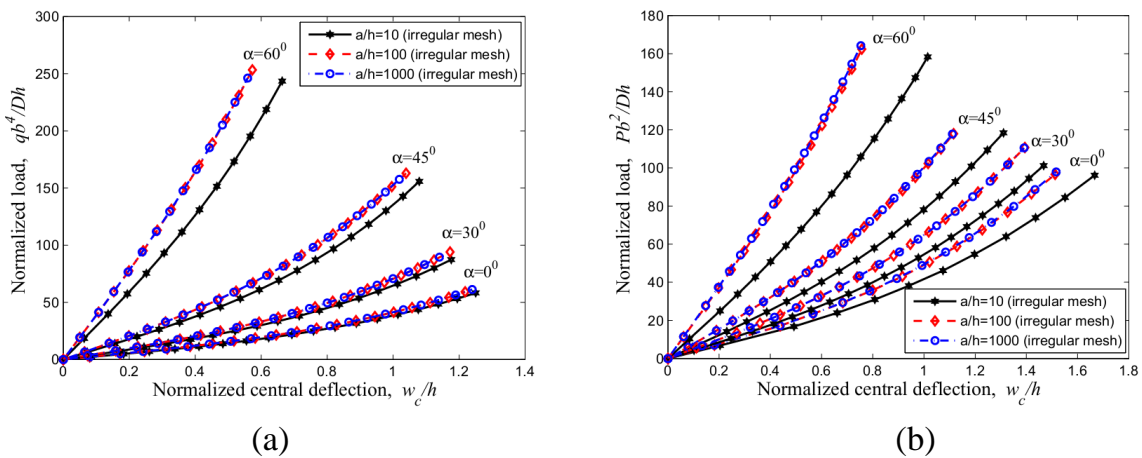 300
250
200
150
100
50
0
0 0.2 0.4 0.6 0.8 1 1.2 1.4
Normalized load, qb⁴/Dh
Normalized central deflection, w_c/h
a/h=10 (irregular mesh)
a/h=100 (irregular mesh)
a/h=1000 (irregular mesh)
α=60⁰
α=45⁰
α=30⁰
α=0⁰
(a)
180
160
140
120
100
80
60
40
20
0
0 0.2 0.4 0.6 0.8 1 1.2 1.4 1.6 1.8
Normalized load, Pb²/Dh
Normalized central deflection, w_c/h
α=60⁰
α=45⁰
α=30⁰
α=0⁰
a/h=10 (irregular mesh)
a/h=100 (irregular mesh)
a/h=1000 (irregular mesh)
(b)